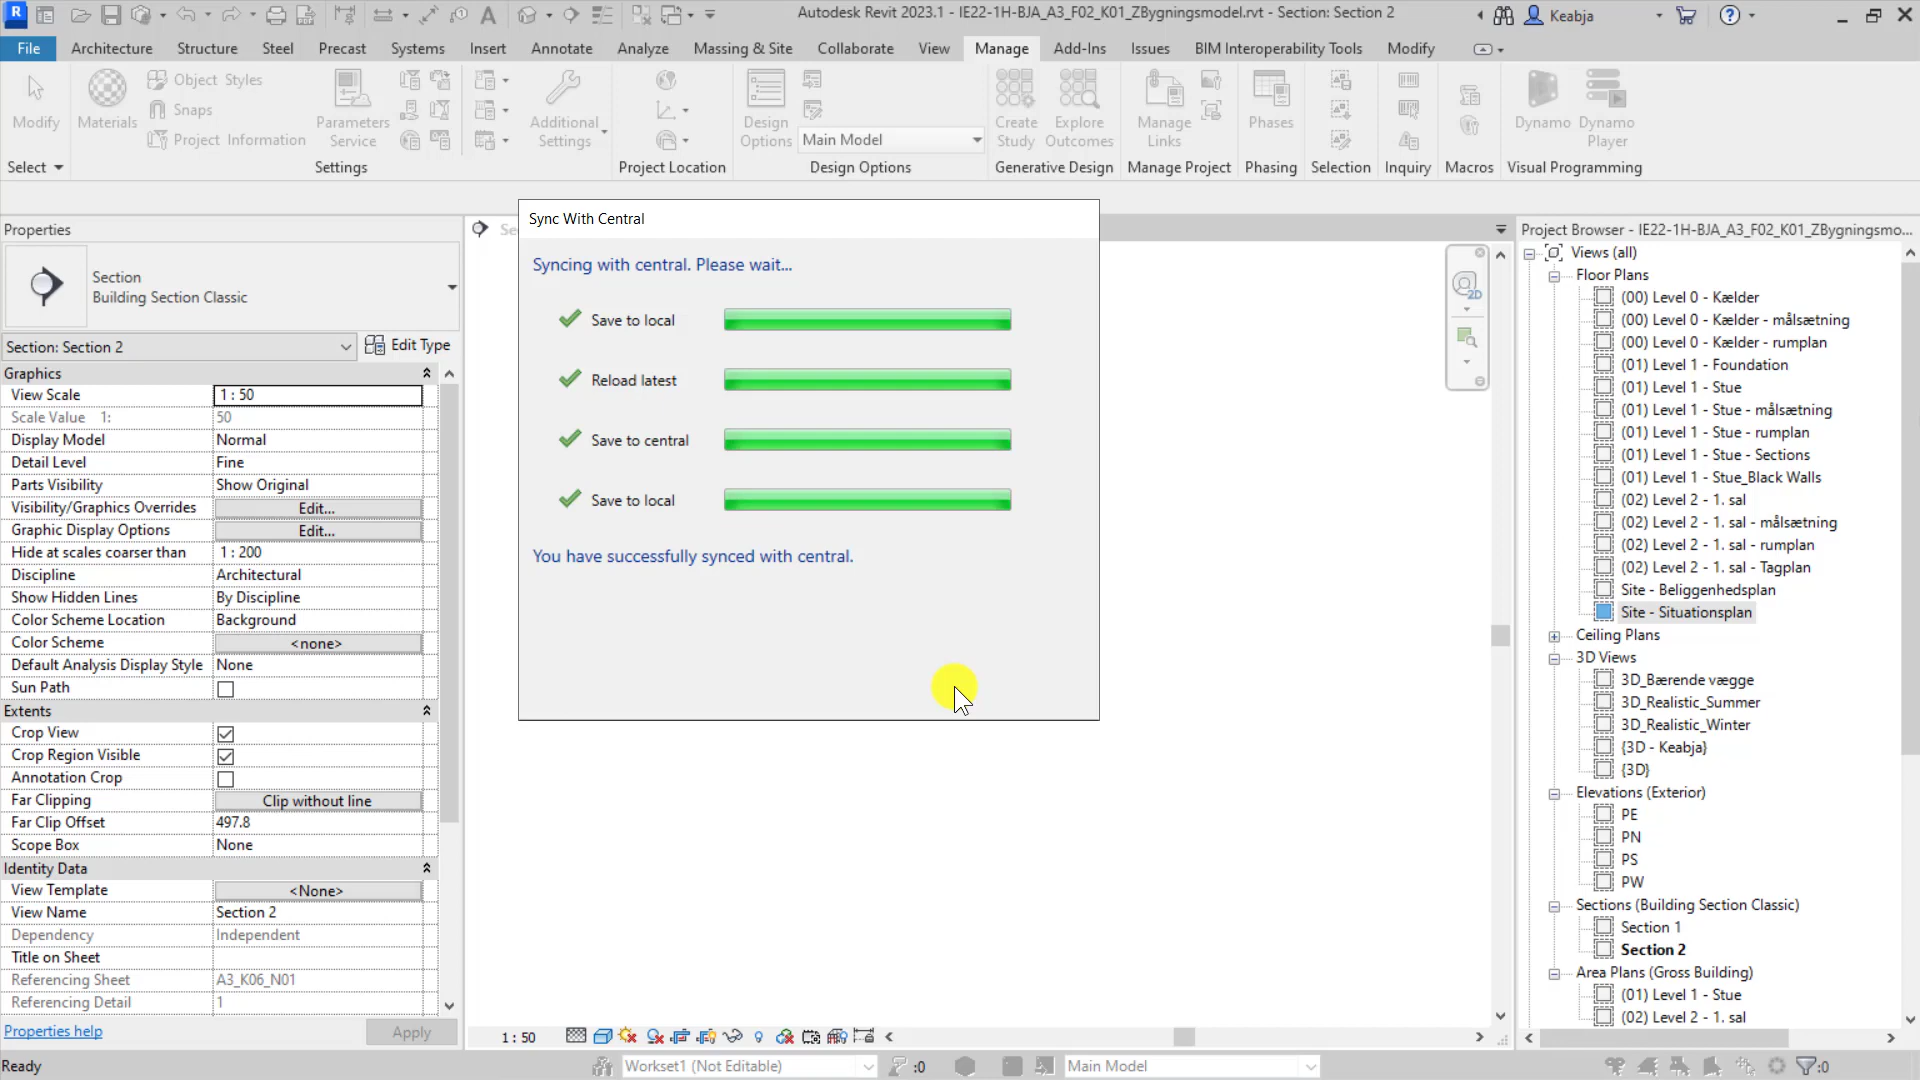 Autodesk Revit 2023.1 - IE22-1H-BJA_A3_F02_K01_ZBygningsmodel.rvt - Section: Section 2
Keabja
File
Architecture
Structure
Steel
Precast
Systems
Insert
Annotate
Analyze
Massing & Site
Collaborate
View
Manage
Add-Ins
Issues
BIM Interoperability Tools
Modify
Modify
Materials
Object Styles
Snaps
Project Information
Parameters
Service
Additional
Settings
Design
Options
Main Model
Create
Study
Explore
Outcomes
Manage
Links
Phases
Dynamo
Dynamo
Player
Select
Settings
Project Location
Design Options
Generative Design
Manage Project
Phasing
Selection
Inquiry
Macros
Visual Programming
Properties
Section
Building Section Classic
Section: Section 2
Edit Type
Graphics
View Scale
1 : 50
Scale Value 1:
50
Display Model
Normal
Detail Level
Fine
Parts Visibility
Show Original
Visibility/Graphics Overrides
Edit...
Graphic Display Options
Edit...
Hide at scales coarser than
1 : 200
Discipline
Architectural
Show Hidden Lines
By Discipline
Color Scheme Location
Background
Color Scheme
<none>
Default Analysis Display Style
None
Sun Path
Extents
Crop View
Crop Region Visible
Annotation Crop
Far Clipping
Clip without line
Far Clip Offset
497.8
Scope Box
None
Identity Data
View Template
<None>
View Name
Section 2
Dependency
Independent
Title on Sheet
Referencing Sheet
A3_K06_N01
Referencing Detail
1
Properties help
Apply
Ready
Se
Sync With Central
Syncing with central. Please wait...
Save to local
Reload latest
Save to central
Save to local
You have successfully synced with central.
2D
1 : 50
Workset1 (Not Editable)
:0
Main Model
:0
Project Browser - IE22-1H-BJA_A3_F02_K01_ZBygningsmo...
Views (all)
Floor Plans
(00) Level 0 - Kælder
(00) Level 0 - Kælder - målsætning
(00) Level 0 - Kælder - rumplan
(01) Level 1 - Foundation
(01) Level 1 - Stue
(01) Level 1 - Stue - målsætning
(01) Level 1 - Stue - rumplan
(01) Level 1 - Stue - Sections
(01) Level 1 - Stue_Black Walls
(02) Level 2 - 1. sal
(02) Level 2 - 1. sal - målsætning
(02) Level 2 - 1. sal - rumplan
(02) Level 2 - 1. sal - Tagplan
Site - Beliggenhedsplan
Site - Situationsplan
Ceiling Plans
3D Views
3D_Bærende vægge
3D_Realistic_Summer
3D_Realistic_Winter
{3D - Keabja}
{3D}
Elevations (Exterior)
PE
PN
PS
PW
Sections (Building Section Classic)
Section 1
Section 2
Area Plans (Gross Building)
(01) Level 1 - Stue
(02) Level 2 - 1. sal